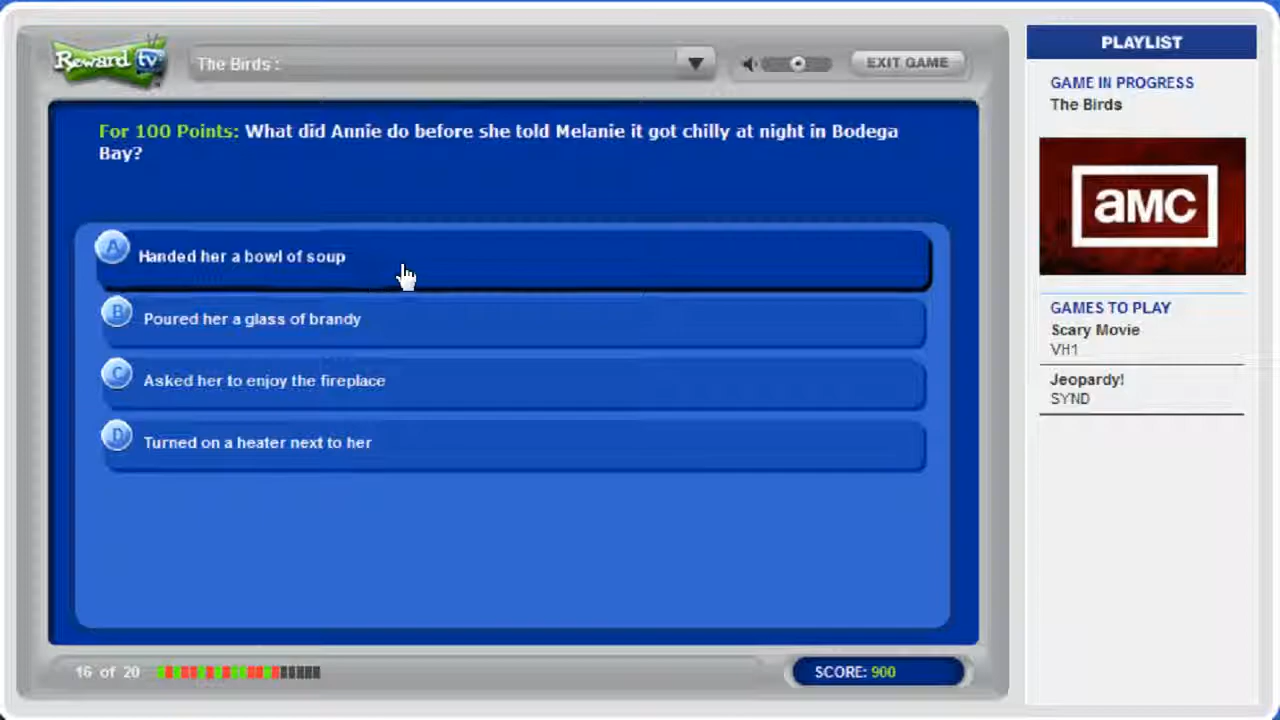 Reward tv
The Birds :
EXIT GAME
For 100 Points: What did Annie do before she told Melanie it got chilly at night in Bodega
Bay?
A Handed her a bowl of soup
B Poured her a glass of brandy
C Asked her to enjoy the fireplace
D Turned on a heater next to her
16 of 20
SCORE: 900
PLAYLIST
GAME IN PROGRESS
The Birds
aMC
GAMES TO PLAY
Scary Movie
VH1
Jeopardy!
SYND